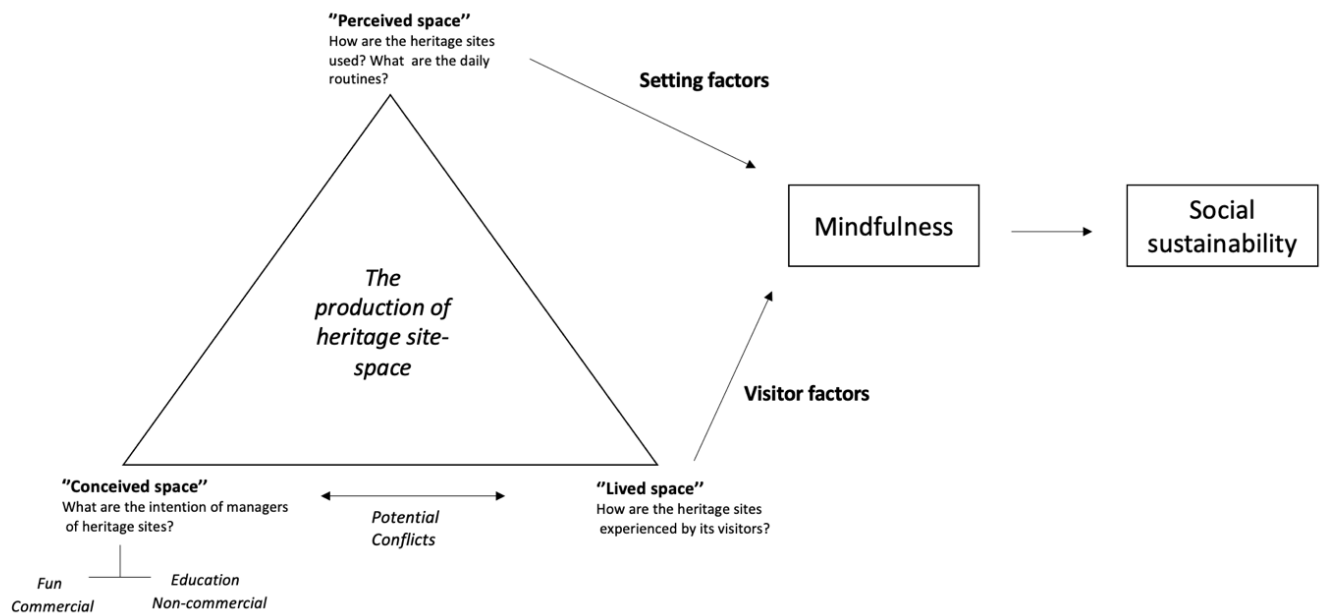 "Perceived space"
How are the heritage sites
used? What are the daily
routines?
Setting factors
Mindfulness
Social
sustainability
The
production of
heritage site-
space
Visitor factors
"Conceived space"
What are the intention of managers
of heritage sites?
Potential
Conflicts
"Lived space"
How are the heritage sites
experienced by its visitors?
Fun
Commercial
Education
Non-commercial